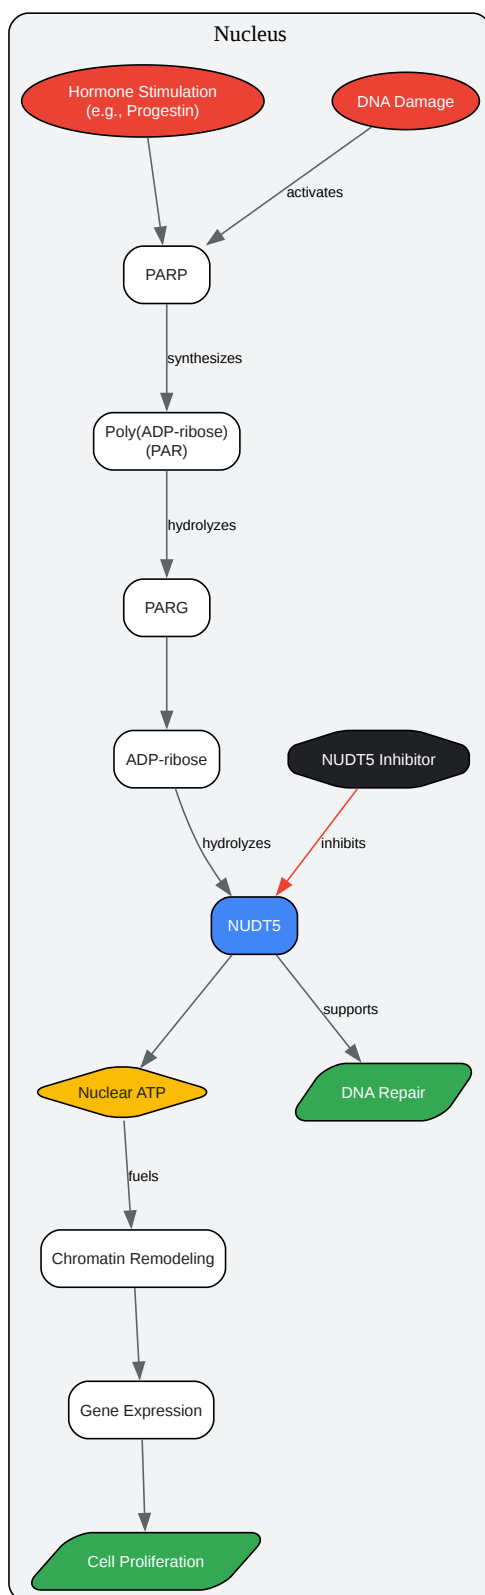 Nucleus
Hormone Stimulation
(e.g., Progestin)
DNA Damage
activates
PARP
synthesizes
Poly(ADP-ribose)
(PAR)
hydrolyzes
PARG
ADP-ribose
NUDT5 Inhibitor
hydrolyzes
inhibits
NUDT5
supports
Nuclear ATP
DNA Repair
fuels
Chromatin Remodeling
Gene Expression
Cell Proliferation